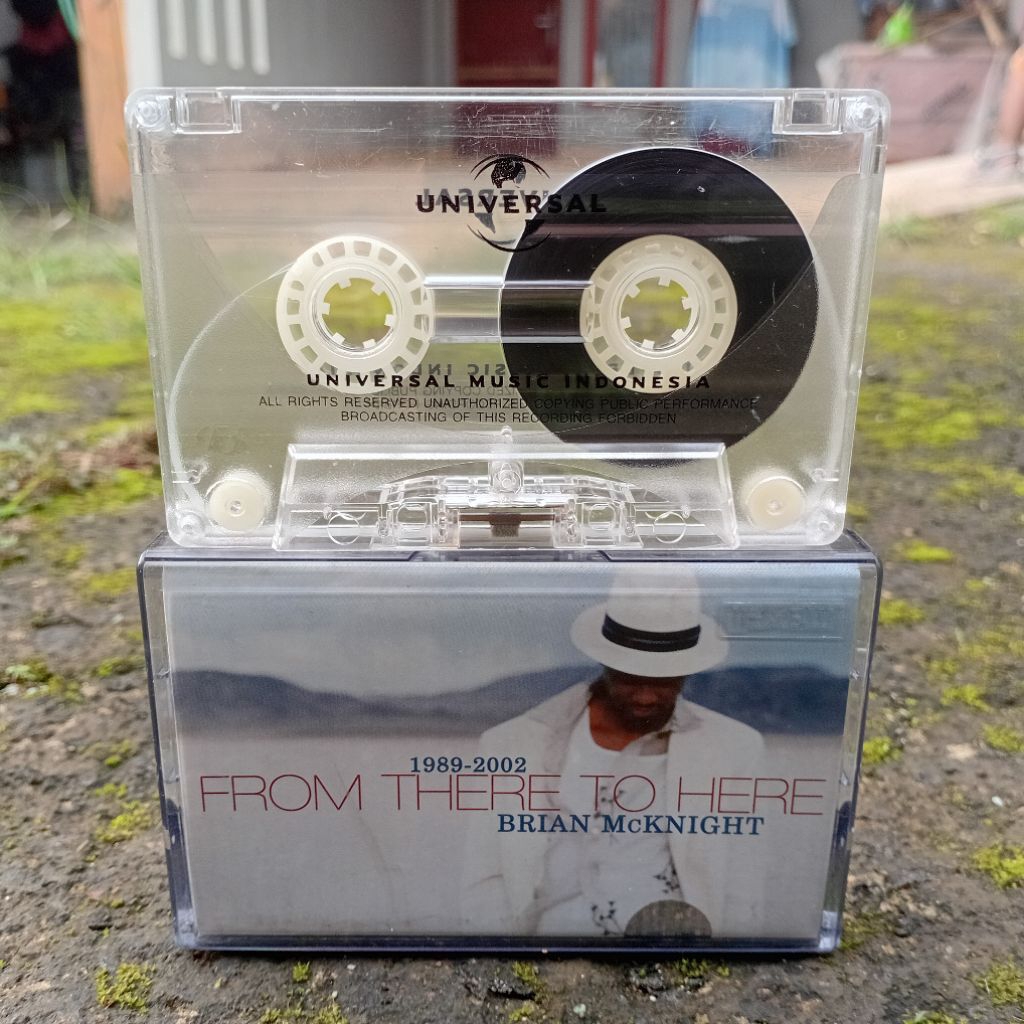 UNIVERSAL
UNIVERSAL MUSIC INDONESIA
ALL RIGHTS RESERVED UNAUTHORIZED COPYING PUBLIC PERFORMANCE
BROADCASTING OF THIS RECORDING FORBIDDEN
1989-2002
FROM THERE TO HERE
BRIAN McKNIGHT